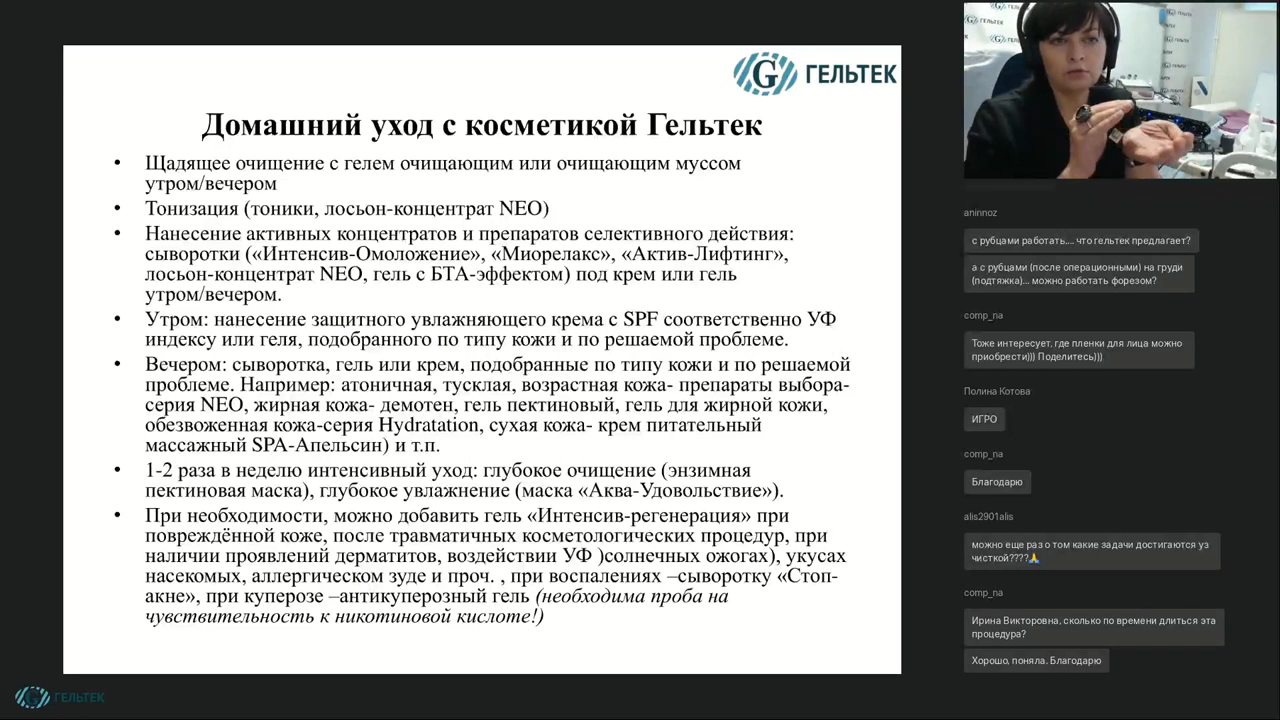 ГЕЛЬТЕК
Домашний уход с косметикой Гельтек
• Щадящее очищение с гелем очищающим или очищающим муссом
утром/вечером
• Тонизация (тоники, лосьон-концентрат NEO)
• Нанесение активных концентратов и препаратов селективного действия:
сыворотки («Интенсив-Омоложение», «Миорелакс», «Актив-Лифтинг»,
лосьон-концентрат NEO, гель с БТА-эффектом) под крем или гель
утром/вечером.
• Утром: нанесение защитного увлажняющего крема с SPF соответственно УФ
индексу или геля, подобранного по типу кожи и по решаемой проблеме.
• Вечером: сыворотка, гель или крем, подобранные по типу кожи и по решаемой
проблеме. Например: атоничная, тусклая, возрастная кожа- препараты выбора-
серия NEO, жирная кожа- демотен, гель пектиновый, гель для жирной кожи,
обезвоженная кожа-серия Hydratation, сухая кожа- крем питательный
массажный SPA-Апельсин) и т.п.
• 1-2 раза в неделю интенсивный уход: глубокое очищение (энзимная
пектиновая маска), глубокое увлажнение (маска «Аква-Удовольствие»).
• При необходимости, можно добавить гель «Интенсив-регенерация» при
повреждённой коже, после травматичных косметологических процедур, при
наличии проявлений дерматитов, воздействии УФ )солнечных ожогах), укусах
насекомых, аллергическом зуде и проч. , при воспалениях –сыворотку «Стоп-
акне», при куперозе –антикуперозный гель (необходима проба на
чувствительность к никотиновой кислоте!)
ГЕЛЬТЕК
ГЕЛЬТЕК
aninnoz
с рубцами работать.... что гельтек предлагает?
а с рубцами (после операционными) на груди
(подтяжка)... можно работать форезом?
comp_na
Тоже интересует, где пленки для лица можно
приобрести))) Поделитесь)))
Полина Котова
ИГРО
comp_na
Благодарю
alis2901alis
можно еще раз о том какие задачи достигаются уз
чисткой????🙏
comp_na
Ирина Викторовна, сколько по времени длиться эта
процедура?
Хорошо, поняла. Благодарю